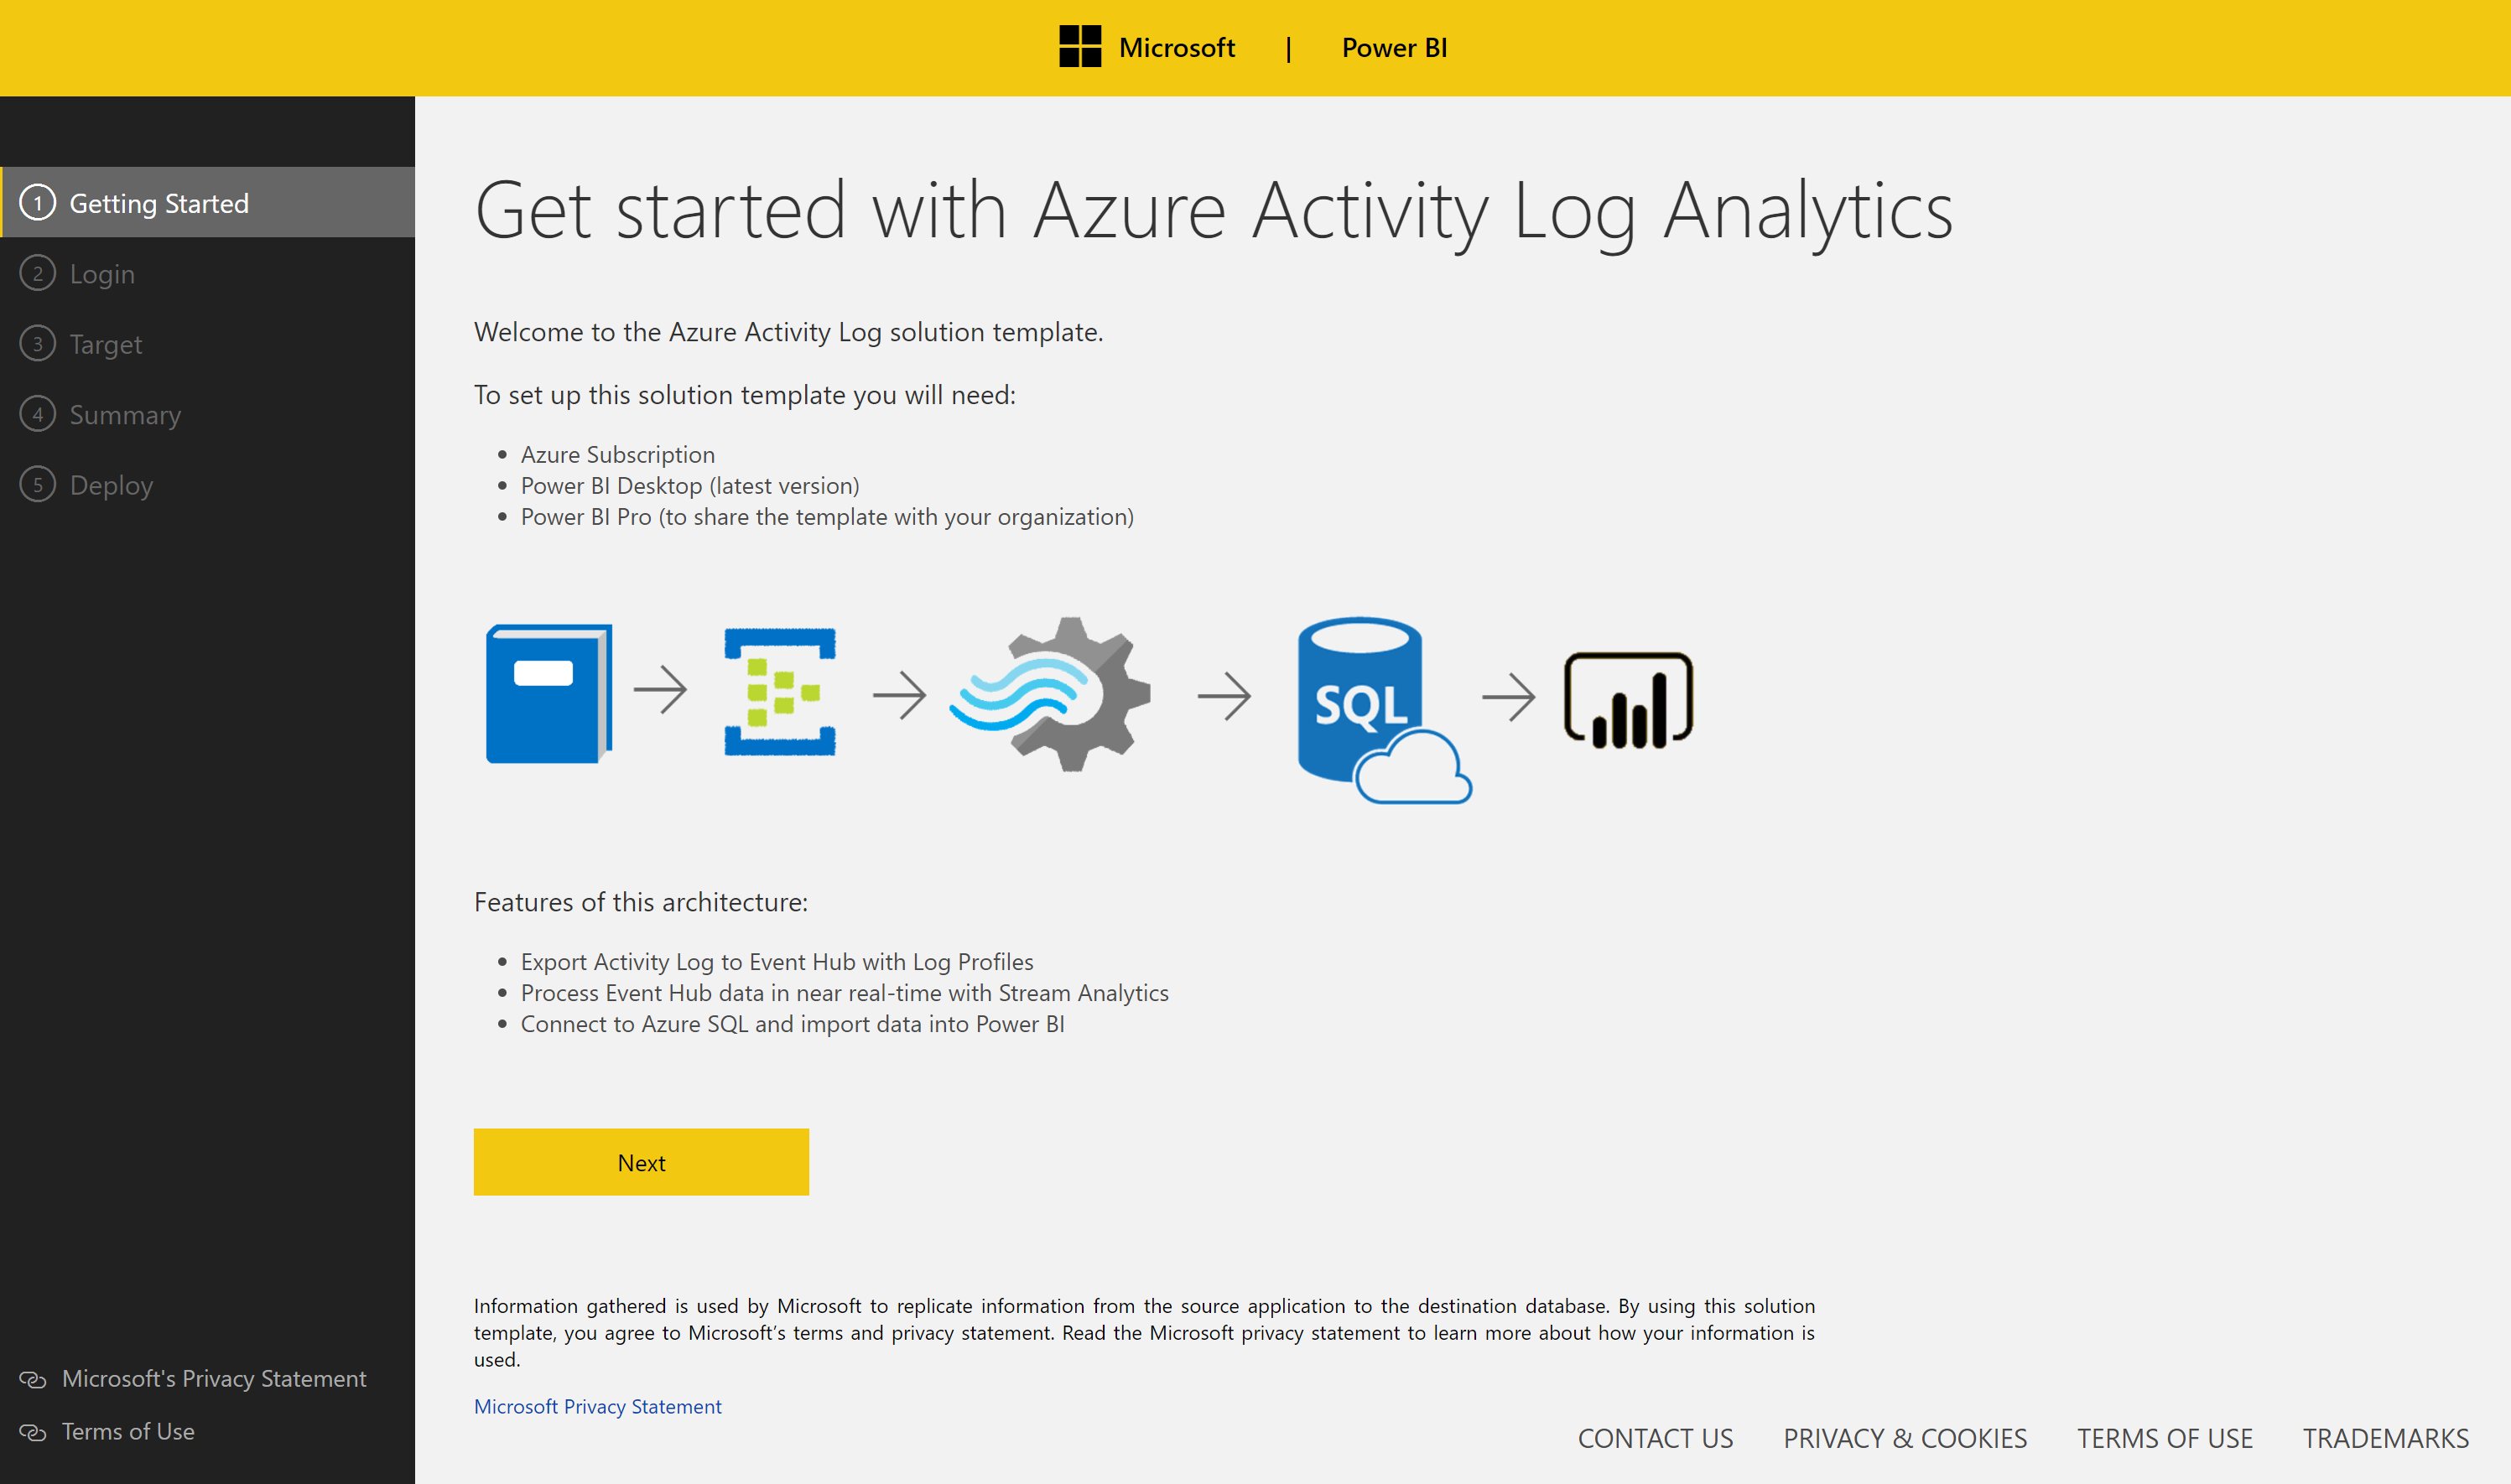 Microsoft | Power BI
1 Getting Started
2 Login
3 Target
4 Summary
5 Deploy
Get started with Azure Activity Log Analytics
Welcome to the Azure Activity Log solution template.
To set up this solution template you will need:
• Azure Subscription
• Power BI Desktop (latest version)
• Power BI Pro (to share the template with your organization)
SQL
Features of this architecture:
• Export Activity Log to Event Hub with Log Profiles
• Process Event Hub data in near real-time with Stream Analytics
• Connect to Azure SQL and import data into Power BI
Next
Information gathered is used by Microsoft to replicate information from the source application to the destination database. By using this solution
template, you agree to Microsoft’s terms and privacy statement. Read the Microsoft privacy statement to learn more about how your information is
used.
Microsoft Privacy Statement
Microsoft's Privacy Statement
Terms of Use
CONTACT US PRIVACY & COOKIES TERMS OF USE TRADEMARKS